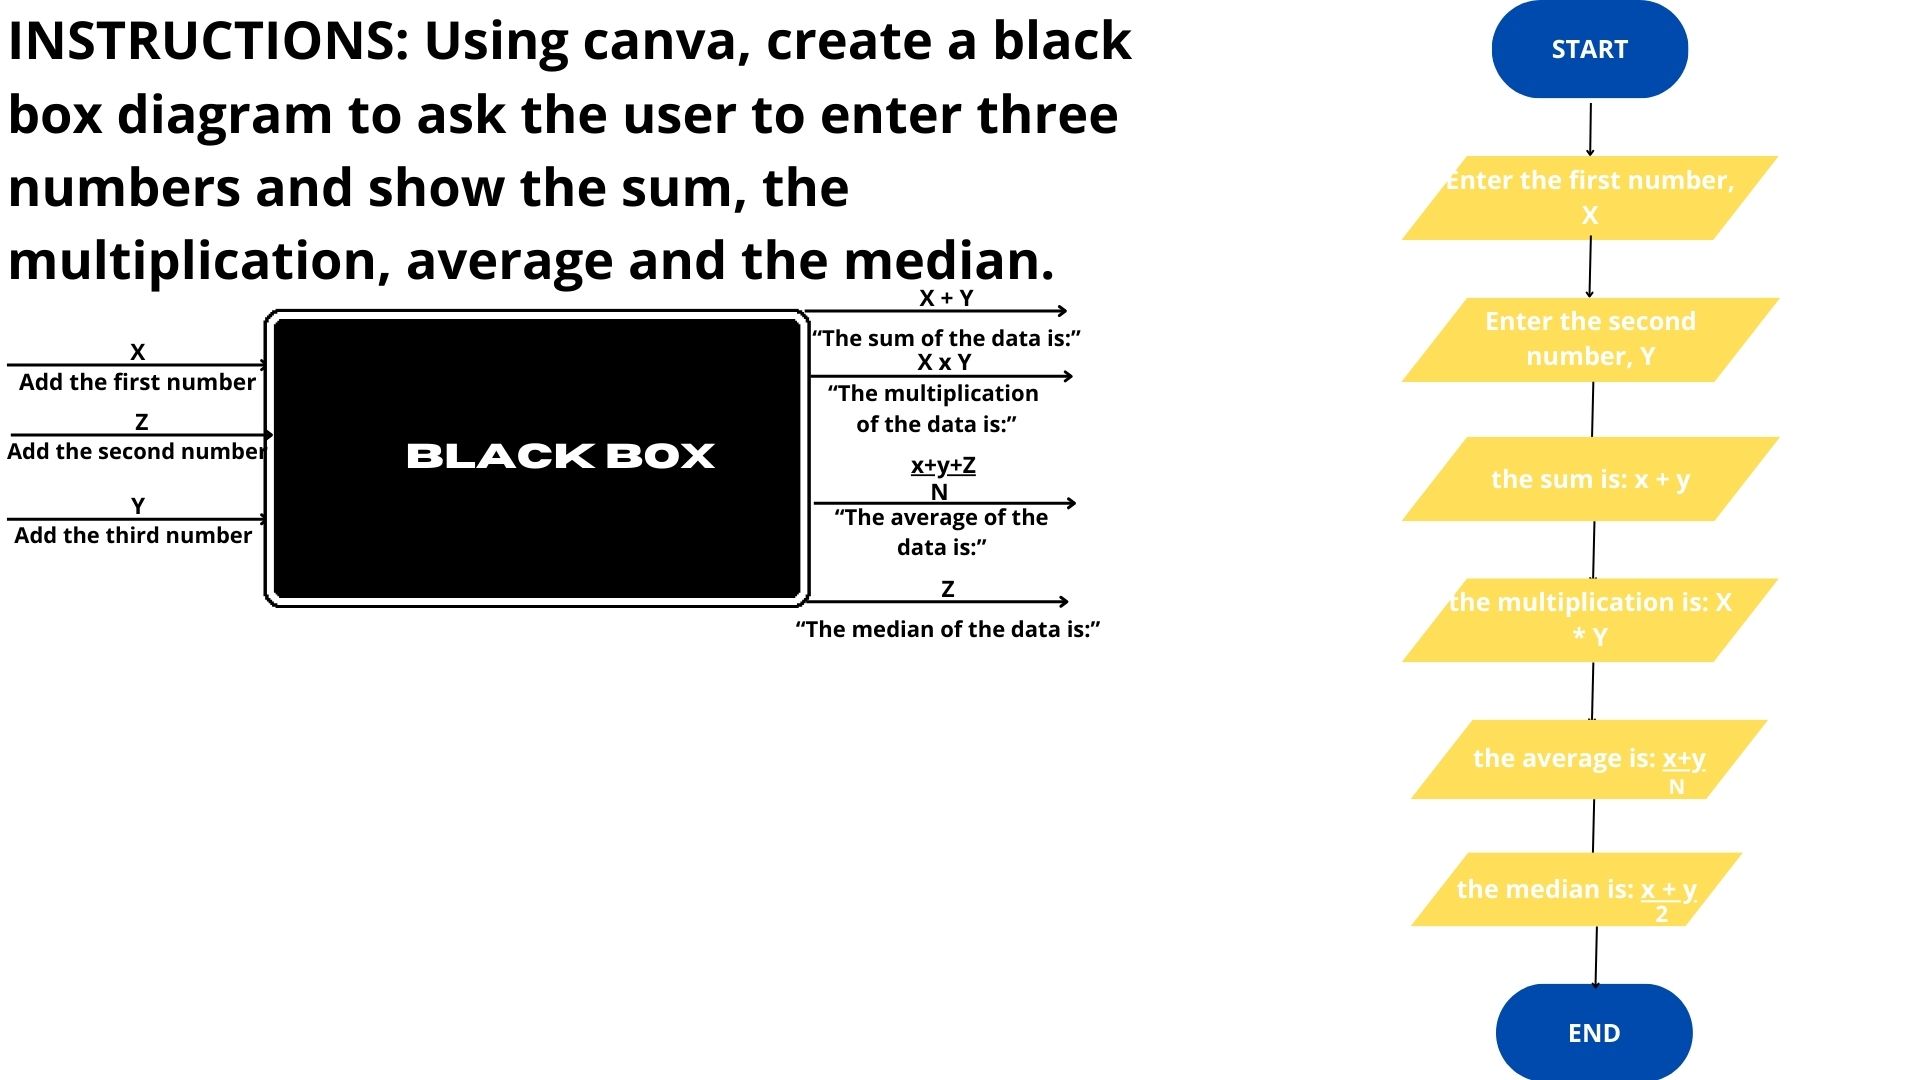 INSTRUCTIONS: Using canva, create a black
box diagram to ask the user to enter three
numbers and show the sum, the
multiplication, average and the median.
X
Add the first number
Z
Add the second number
Y
Add the third number
BLACK BOX
X + Y
“The sum of the data is:”
X x Y
“The multiplication
of the data is:”
x+y+Z
N
“The average of the
data is:”
Z
“The median of the data is:”
START
Enter the first number,
X
Enter the second
number, Y
the sum is: x + y
the multiplication is: X
* Y
the average is: x+y
N
the median is: x + y
2
END